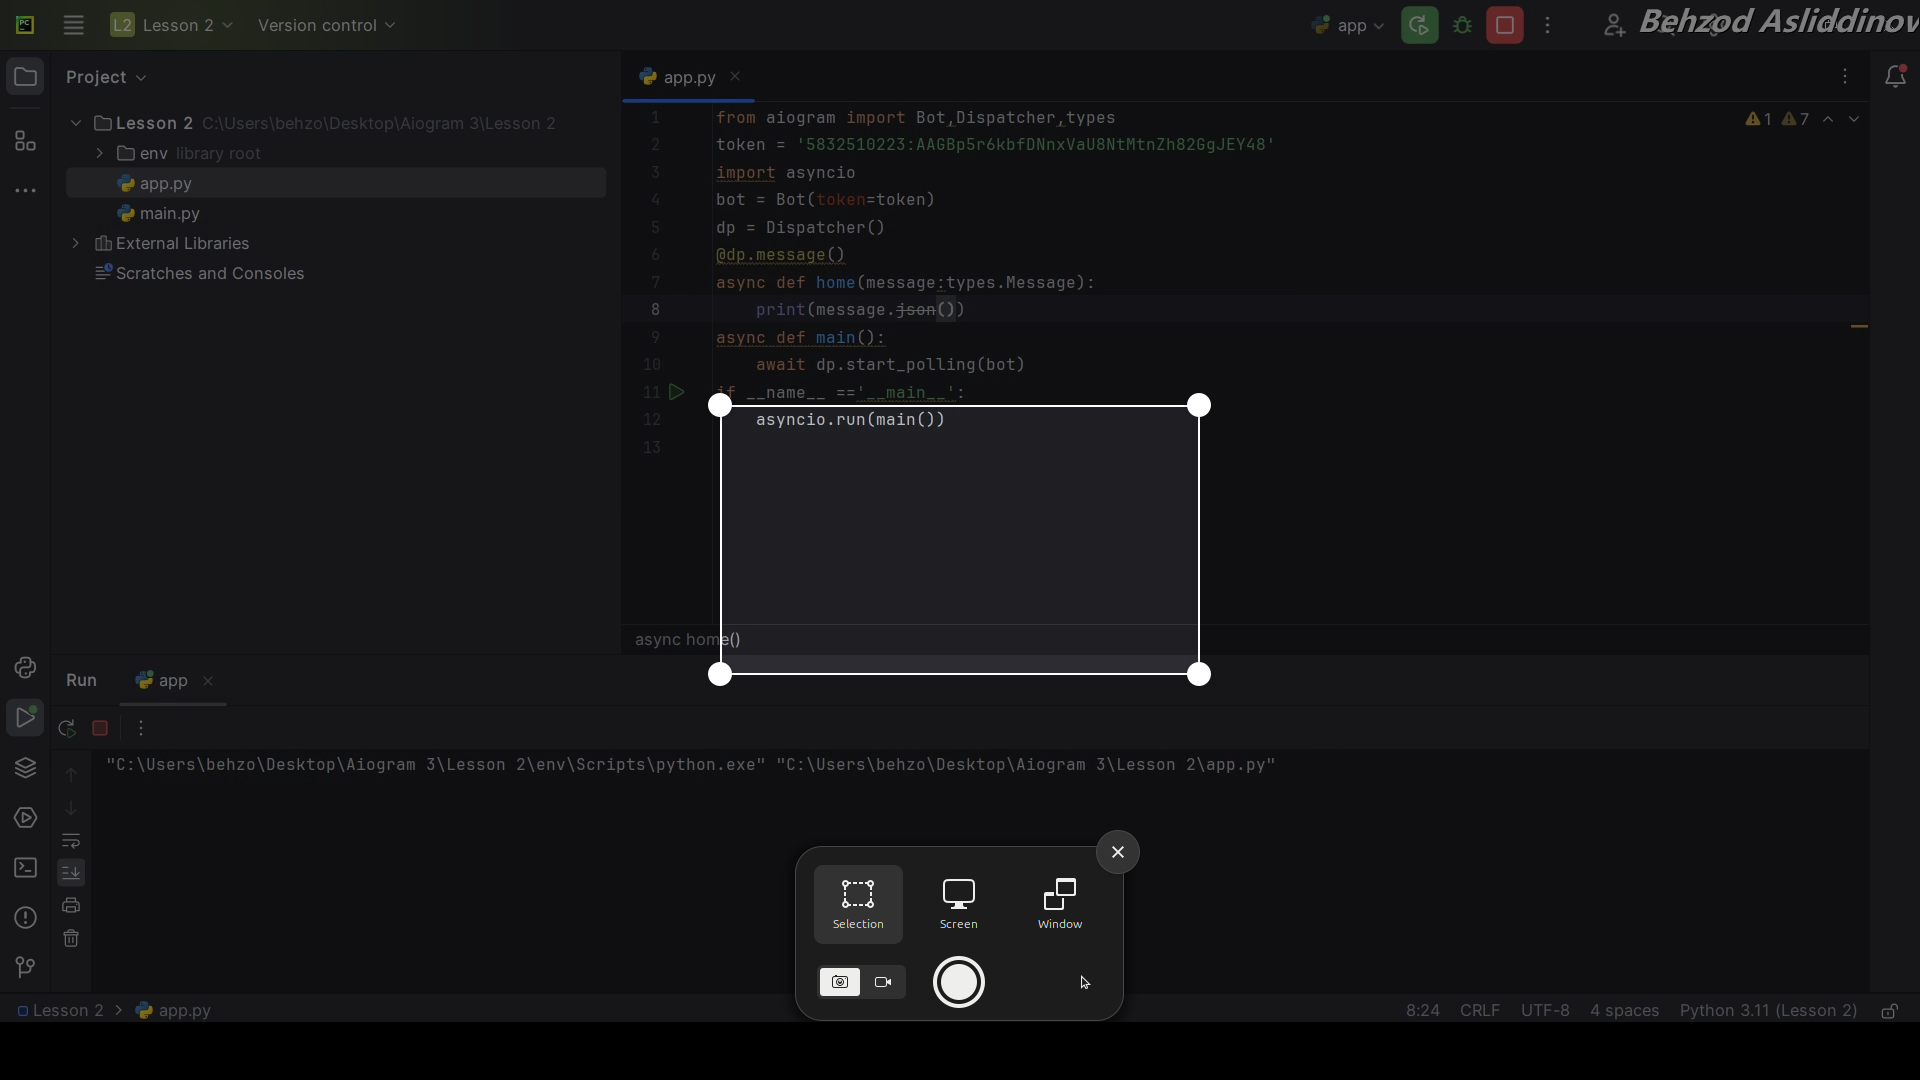 L2 Lesson 2 Version control app Behzod Asliddinov
Project
app.py
Lesson 2 C:\Users\behzo\Desktop\Aiogram 3\Lesson 2
env library root
app.py
main.py
External Libraries
Scratches and Consoles
1 from aiogram import Bot,Dispatcher,types
1 7
2 token = '5832510223:AAGBp5r6kbfDNnxVaU8NtMtnZh82GgJEY48'
3 import asyncio
4 bot = Bot(token=token)
5 dp = Dispatcher()
6 @dp.message()
7 async def home(message:types.Message):
8 print(message.json())
9 async def main():
10 await dp.start_polling(bot)
11 if __name__ =='__main__':
12 asyncio.run(main())
13
async home()
Run app
"C:\Users\behzo\Desktop\Aiogram 3\Lesson 2\env\Scripts\python.exe" "C:\Users\behzo\Desktop\Aiogram 3\Lesson 2\app.py"
Selection Screen Window
Lesson 2 > app.py 8:24 CRLF UTF-8 4 spaces Python 3.11 (Lesson 2)